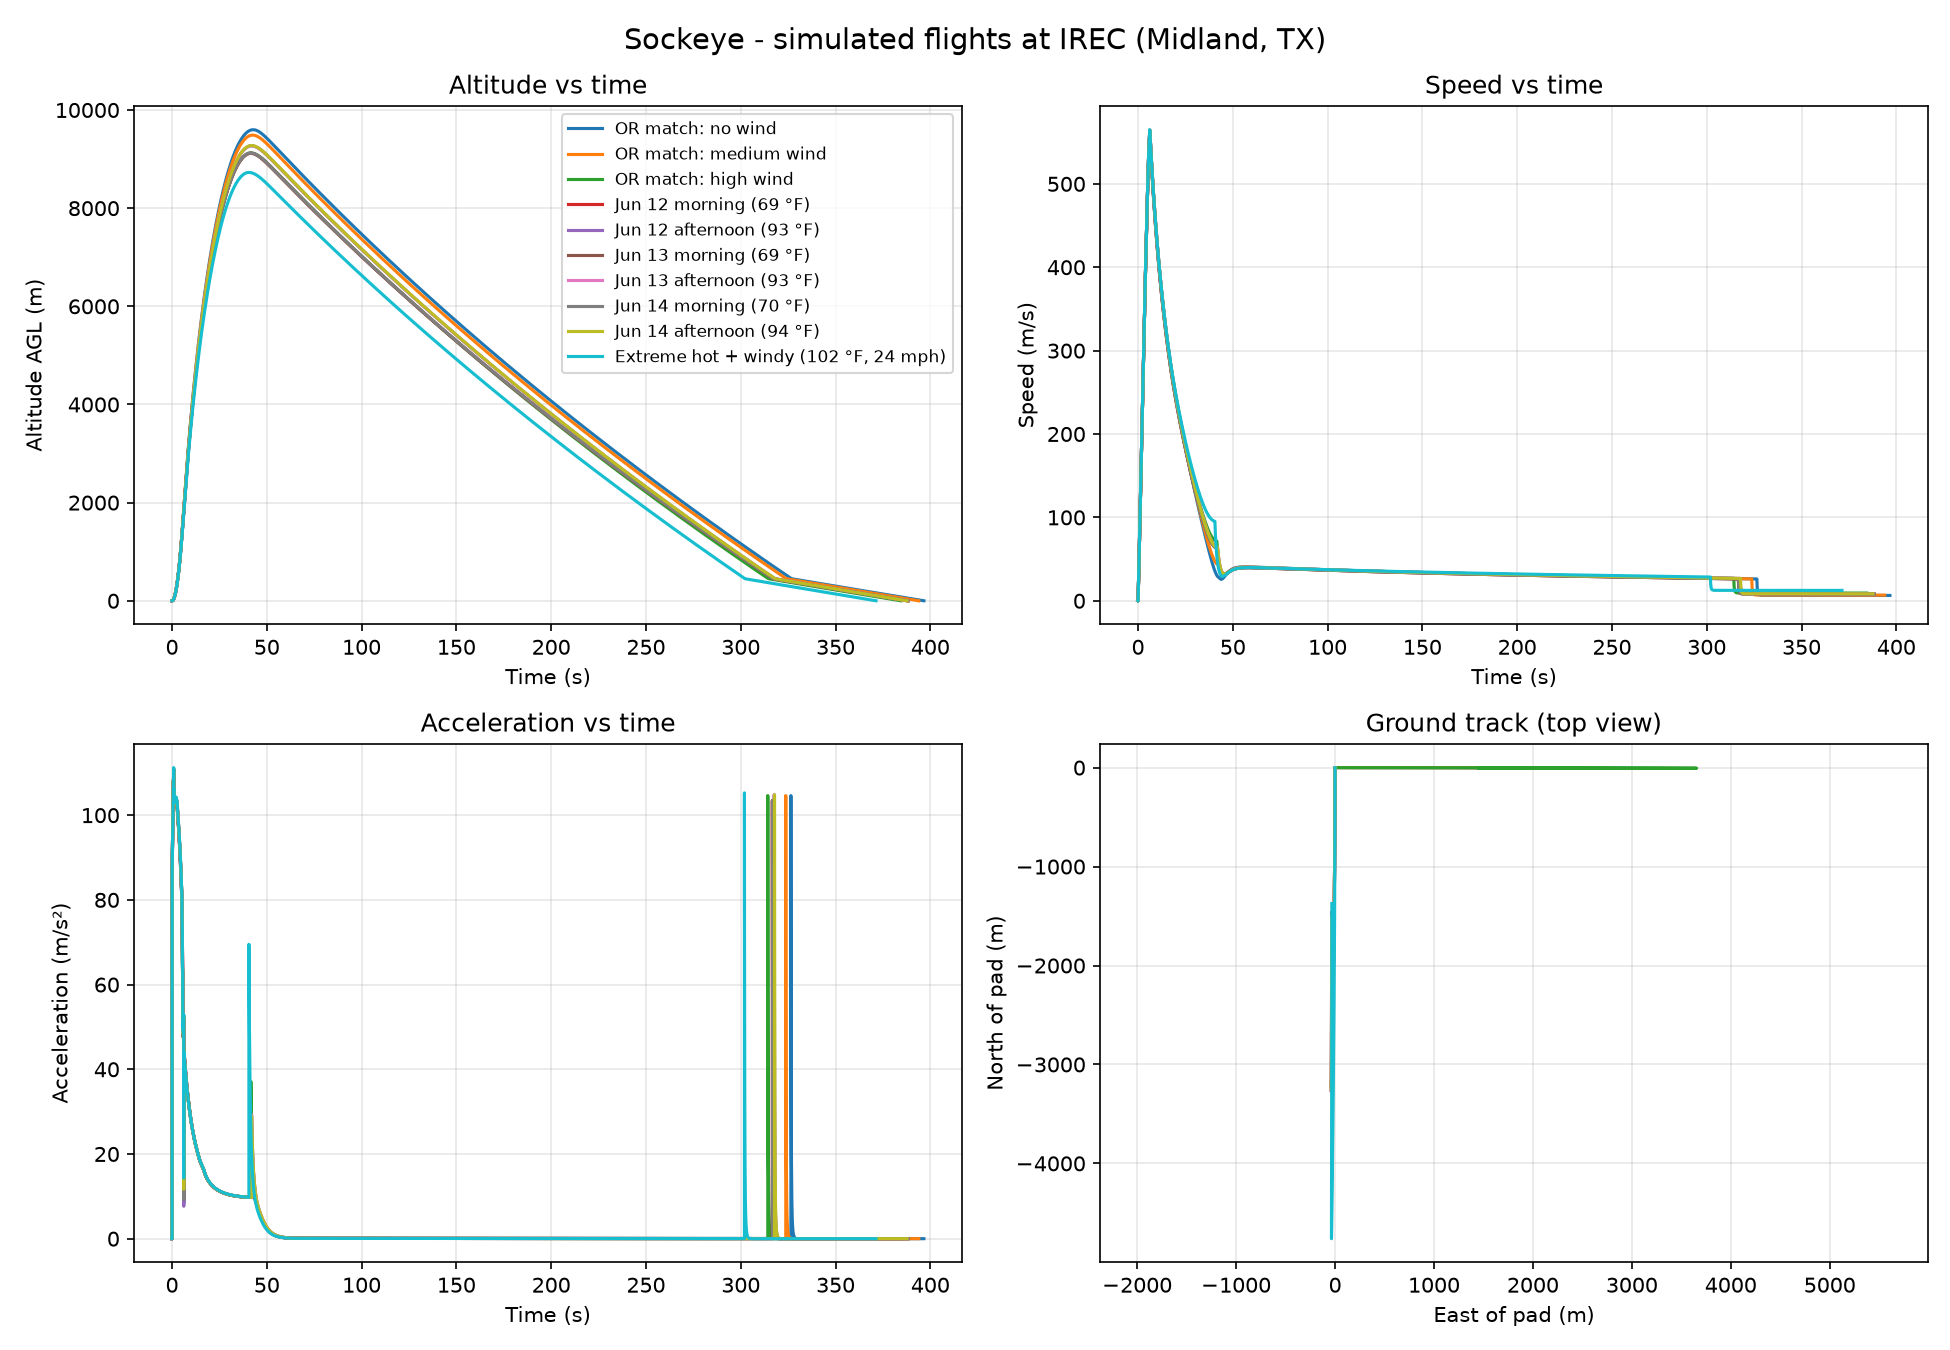 Sockeye - simulated flights at IREC (Midland, TX)
Altitude vs time
Altitude AGL (m)
10000
8000
6000
4000
2000
0
OR match: no wind
OR match: medium wind
OR match: high wind
Jun 12 morning (69 °F)
Jun 12 afternoon (93 °F)
Jun 13 morning (69 °F)
Jun 13 afternoon (93 °F)
Jun 14 morning (70 °F)
Jun 14 afternoon (94 °F)
Extreme hot + windy (102 °F, 24 mph)
0 50 100 150 200 250 300 350 400
Time (s)
Speed vs time
Speed (m/s)
500
400
300
200
100
0
0 50 100 150 200 250 300 350 400
Time (s)
Acceleration vs time
Acceleration (m/s²)
100
80
60
40
20
0
0 50 100 150 200 250 300 350 400
Time (s)
Ground track (top view)
North of pad (m)
0
−1000
−2000
−3000
−4000
−2000 −1000 0 1000 2000 3000 4000 5000
East of pad (m)